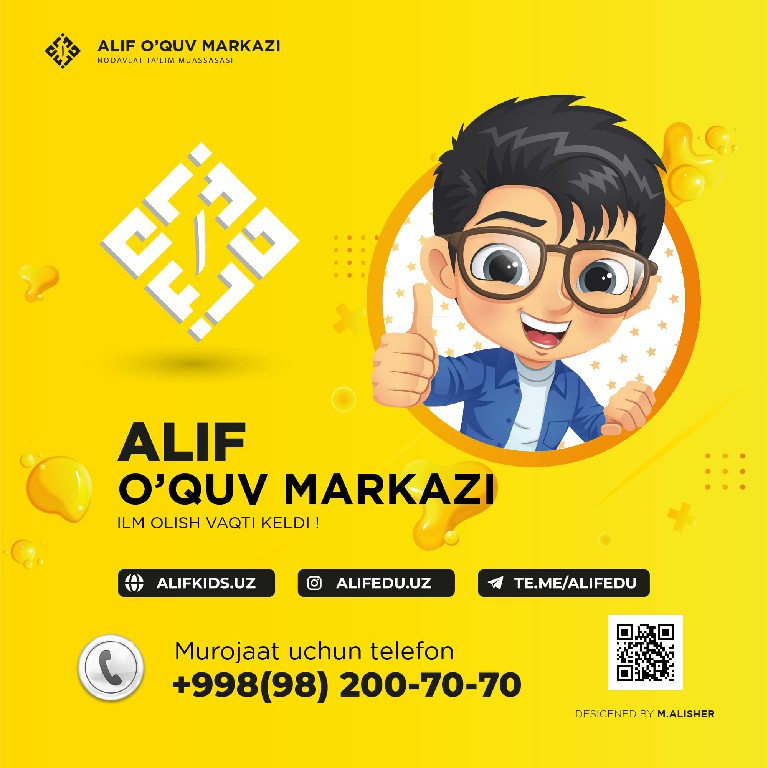 ALIF O'QUV MARKAZI
NODAVLAT TA'LIM MUASSASASI
ALIF
O'QUV MARKAZI
ILM OLISH VAQTI KELDI !
ALIFKIDS.UZ
ALIFEDU.UZ
TE.ME/ALIFEDU
Murojaat uchun telefon
+998(98) 200-70-70
DESIGENED BY M.ALISHER